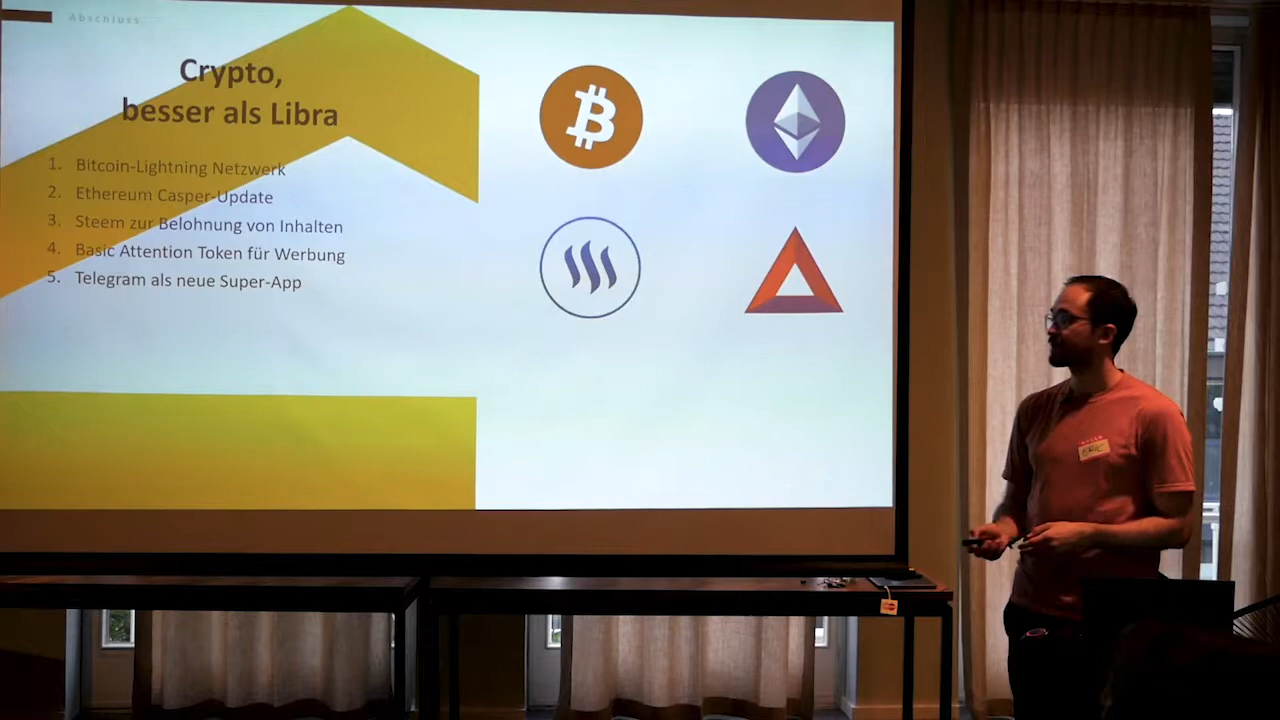 Abschluss
Crypto,
besser als Libra
1. Bitcoin-Lightning Netzwerk
2. Ethereum Casper-Update
3. Steem zur Belohnung von Inhalten
4. Basic Attention Token für Werbung
5. Telegram als neue Super-App
ERIC